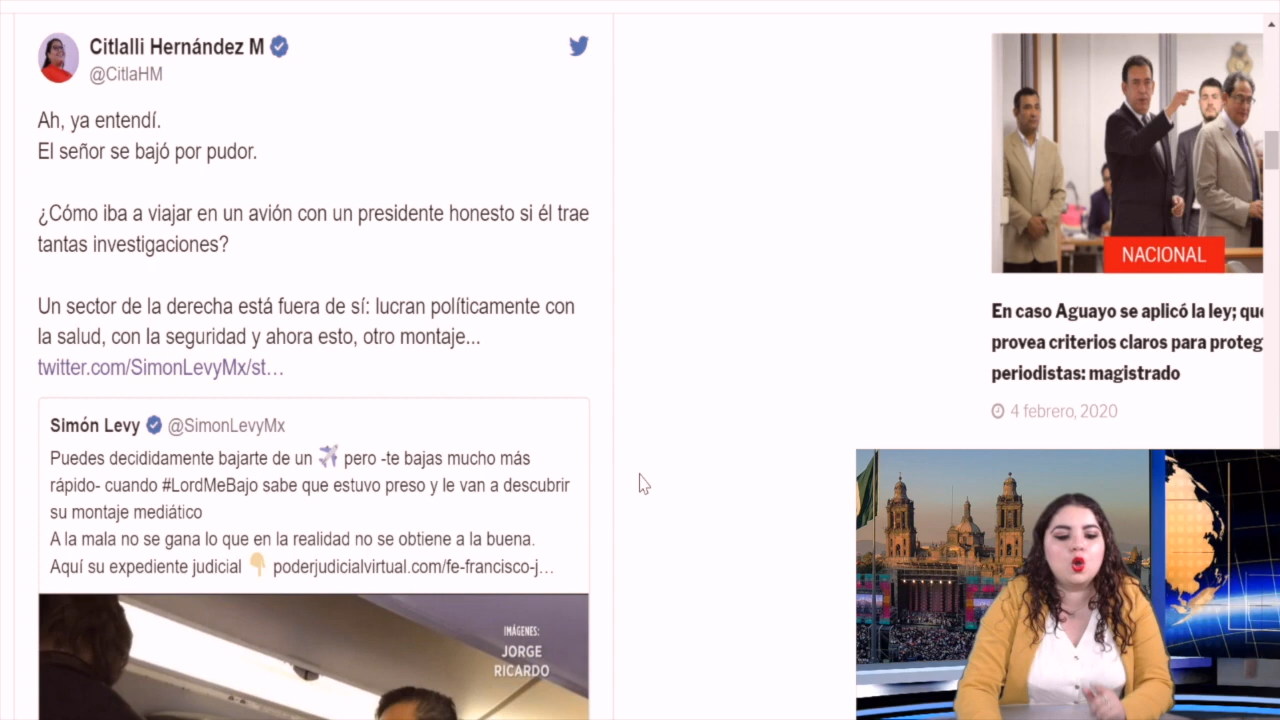 Citlalli Hernández M
@CitlaHM
Ah, ya entendí.
El señor se bajó por pudor.
¿Cómo iba a viajar en un avión con un presidente honesto si él trae
tantas investigaciones?
Un sector de la derecha está fuera de sí: lucran políticamente con
la salud, con la seguridad y ahora esto, otro montaje...
twitter.com/SimonLevyMx/st…
Simón Levy @SimonLevyMx
Puedes decididamente bajarte de un ✈️ pero -te bajas mucho más
rápido- cuando #LordMeBajo sabe que estuvo preso y le van a descubrir
su montaje mediático
A la mala no se gana lo que en la realidad no se obtiene a la buena.
Aquí su expediente judicial 👇 poderjudicialvirtual.com/fe-francisco-j…
IMÁGENES:
JORGE
RICARDO
NACIONAL
En caso Aguayo se aplicó la ley; que
provea criterios claros para proteg
periodistas: magistrado
4 febrero, 2020